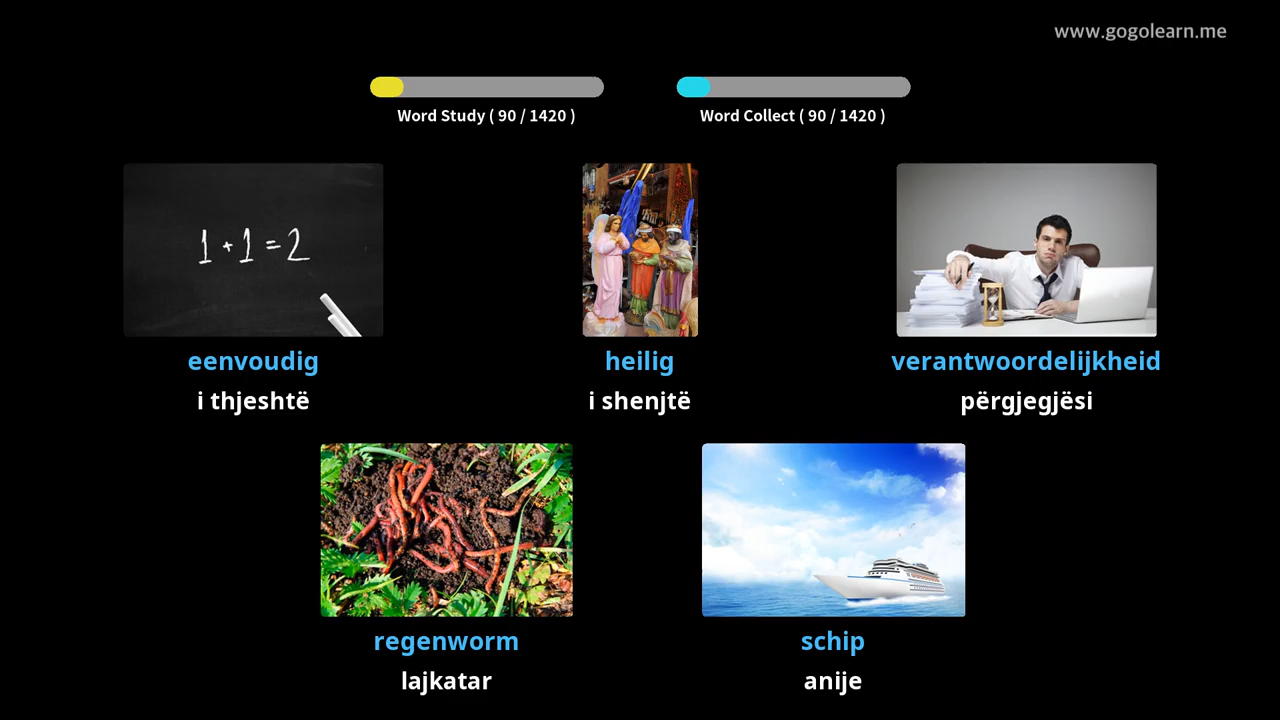 www.gogolearn.me
Word Study ( 90 / 1420 )
Word Collect ( 90 / 1420 )
1 + 1 = 2
eenvoudig
i thjeshtë
heilig
i shenjtë
verantwoordelijkheid
përgjegjësi
regenworm
lajkatar
schip
anije